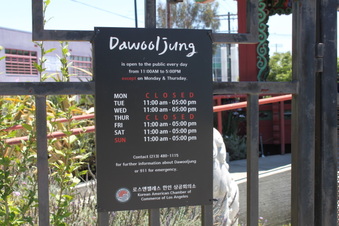 Dawooljung
is open to the public every day
from 11:00AM to 5:00PM
except on Monday & Thursday.
MON CLOSED
TUE 11:00 am - 05:00 pm
WED 11:00 am - 05:00 pm
THUR CLOSED
FRI 11:00 am - 05:00 pm
SAT 11:00 am - 05:00 pm
SUN 11:00 am - 05:00 pm
Contact (213) 480-1115
for further information about Dawooljung
or 911 for emergency.
로스앤젤레스 한인 상공회의소
Korean American Chamber of
Commerce of Los Angeles